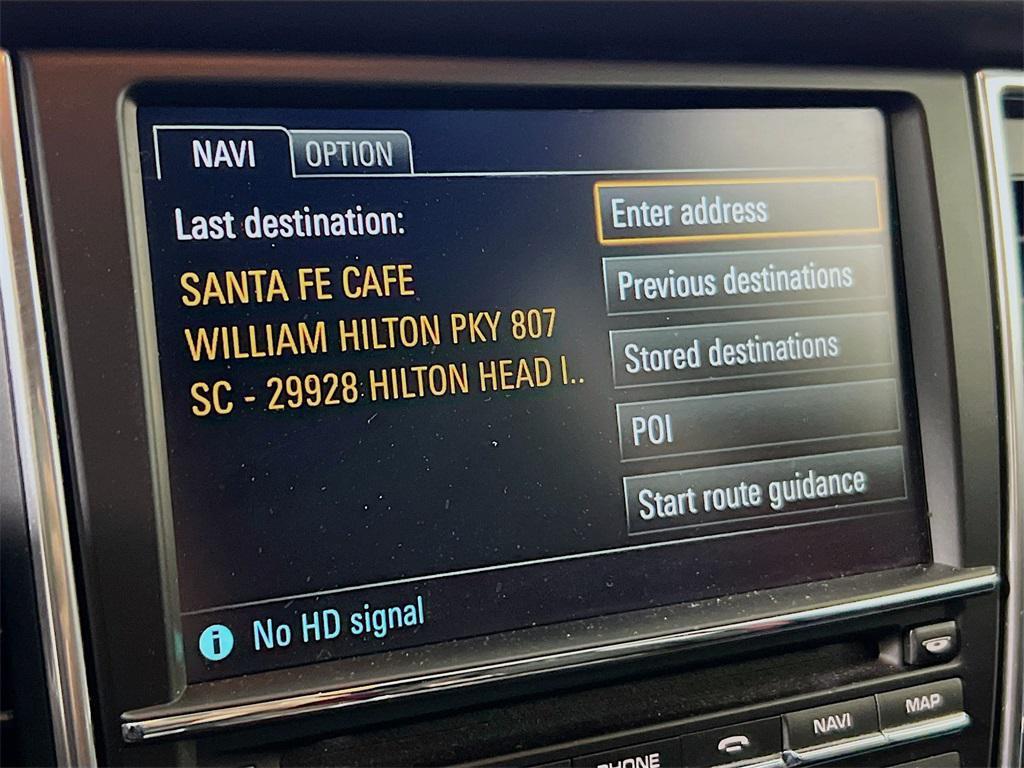 NAVI OPTION
Last destination:
SANTA FE CAFE
WILLIAM HILTON PKY 807
SC - 29928 HILTON HEAD I..
Enter address
Previous destinations
Stored destinations
POI
Start route guidance
i No HD signal
PHONE NAVI MAP